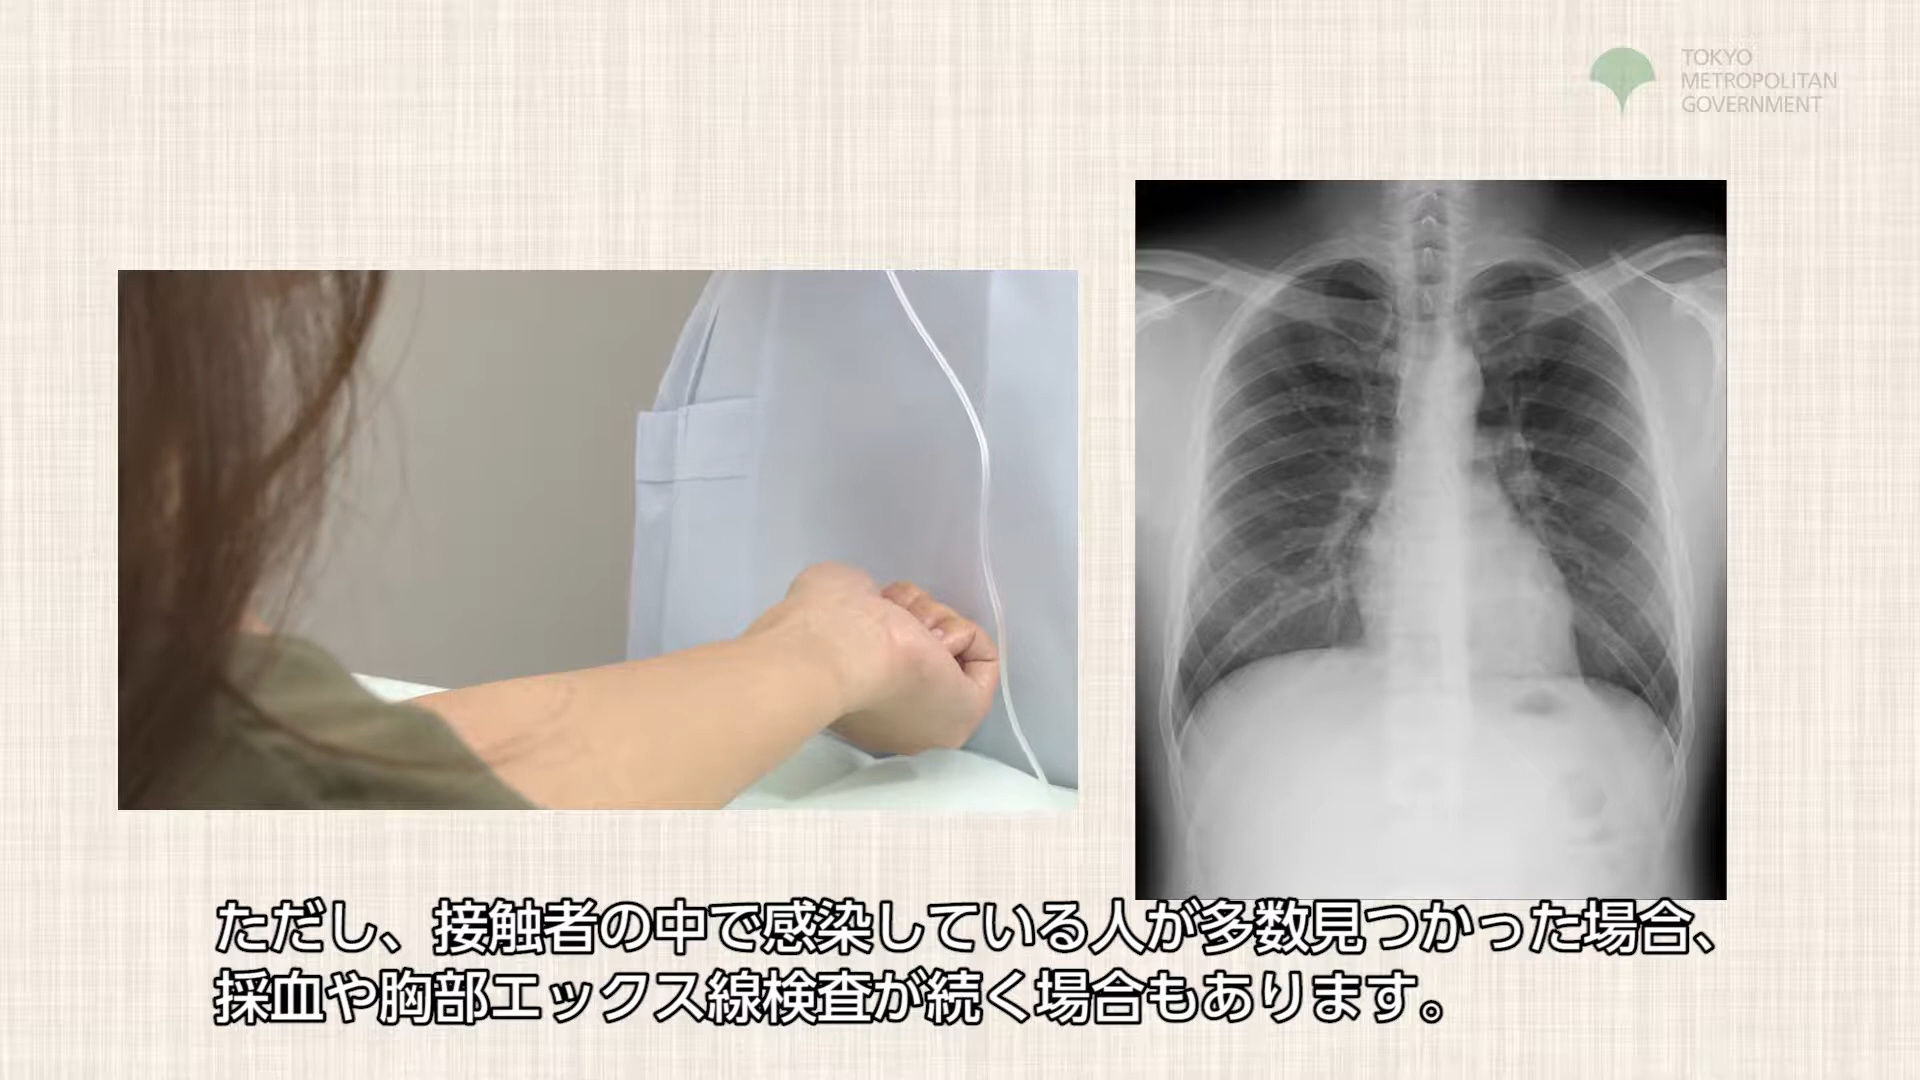 TOKYO
METROPOLITAN
GOVERNMENT
ただし、接触者の中で感染している人が多数見つかった場合、
採血や胸部エックス線検査が続く場合もあります。